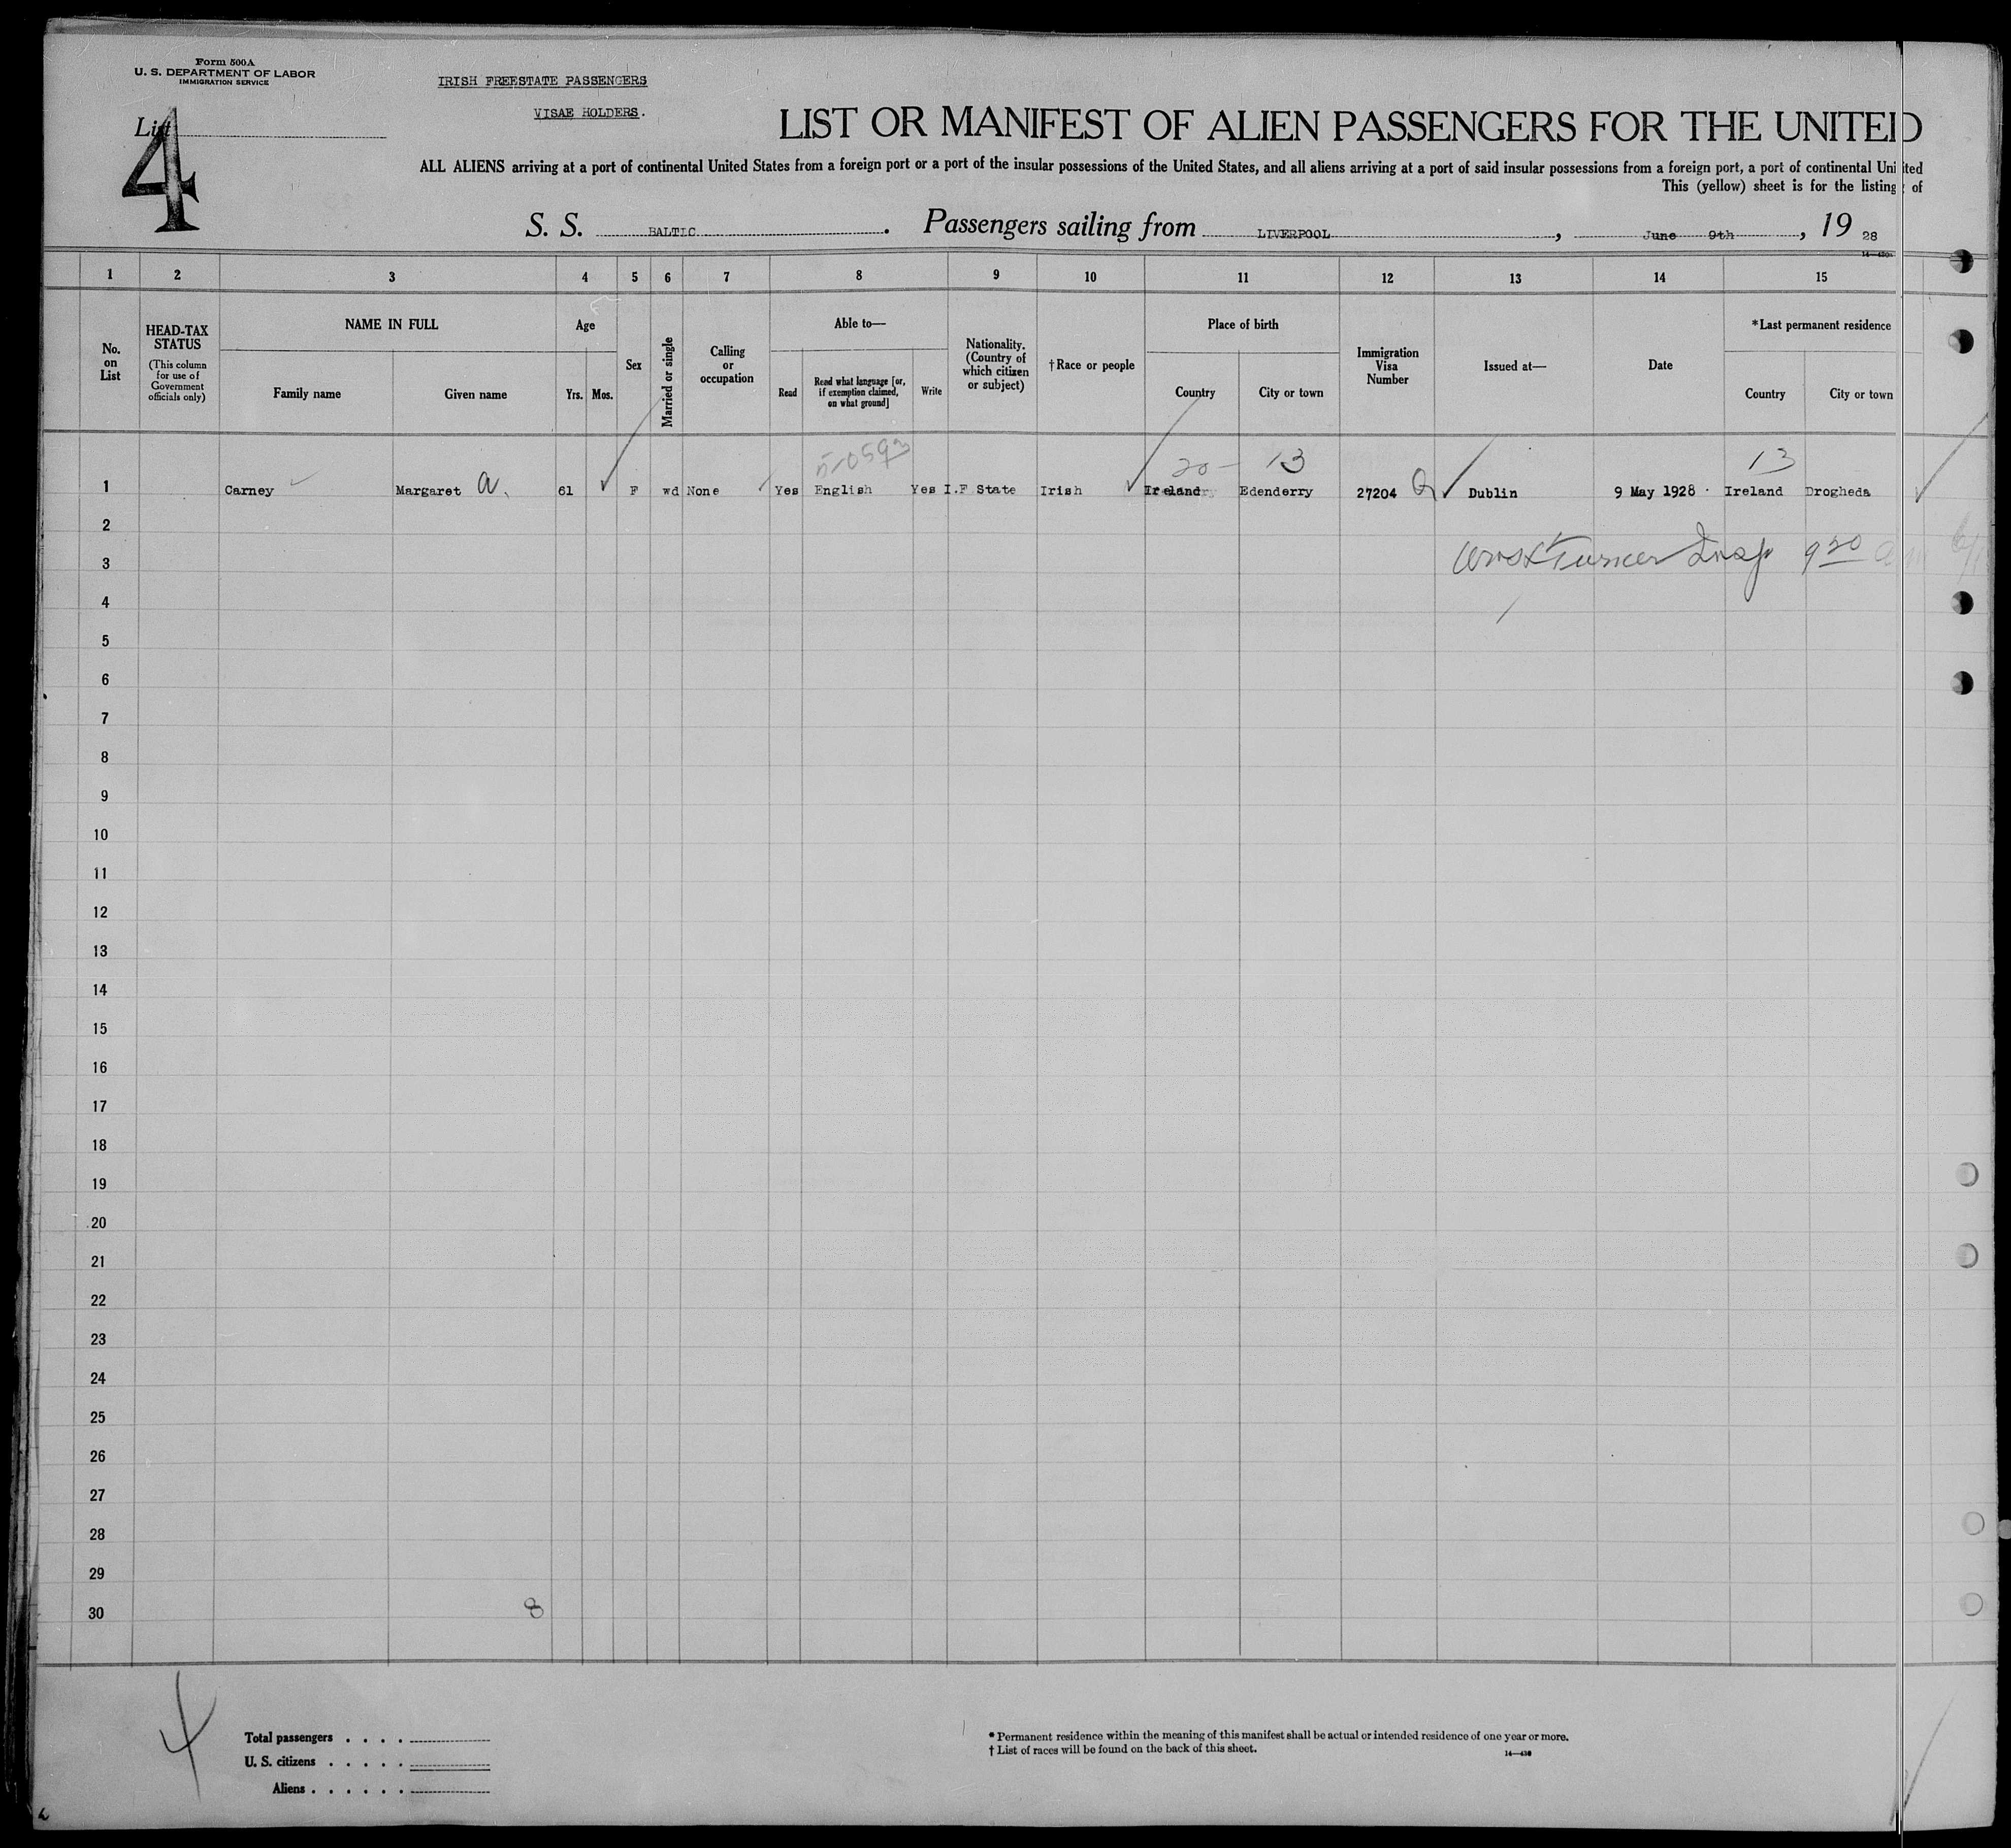 Form 500A
U. S. DEPARTMENT OF LABOR
IMMIGRATION SERVICE
IRISH FREESTATE PASSENGERS
VISAE HOLDERS.
List
4
LIST OR MANIFEST OF ALIEN PASSENGERS FOR THE UNITED
ALL ALIENS arriving at a port of continental United States from a foreign port or a port of the insular possessions of the United States, and all aliens arriving at a port of said insular possessions from a foreign port, a port of continental United
This (yellow) sheet is for the listing of
S. S. BALTIC. Passengers sailing from LIVERPOOL, June 9th, 19 28
1 2 3 4 5 6 7 8 9 10 11 12 13 14 15
No. on List
HEAD-TAX STATUS
(This column for use of Government officials only)
NAME IN FULL
Family name
Given name
Age
Yrs.
Mos.
Sex
Married or single
Calling or occupation
Able to—
Read
Read what language [or, if exemption claimed, on what ground]
Write
Nationality. (Country of which citizen or subject)
†Race or people
Place of birth
Country
City or town
Immigration Visa Number
Issued at—
Date
*Last permanent residence
Country
City or town
20 – 13 13
1 Carney Margaret A. 61 F wd None Yes English Yes I.F State Irish Ireland Edenderry 27204 Q Dublin 9 May 1928 Ireland Drogheda
2
Turner Insp 9 20
3
4
5
6
7
8
9
10
11
12
13
14
15
16
17
18
19
20
21
22
23
24
25
26
27
28
29
30
8
4
Total passengers
U. S. citizens
Aliens
* Permanent residence within the meaning of this manifest shall be actual or intended residence of one year or more.
† List of races will be found on the back of this sheet.